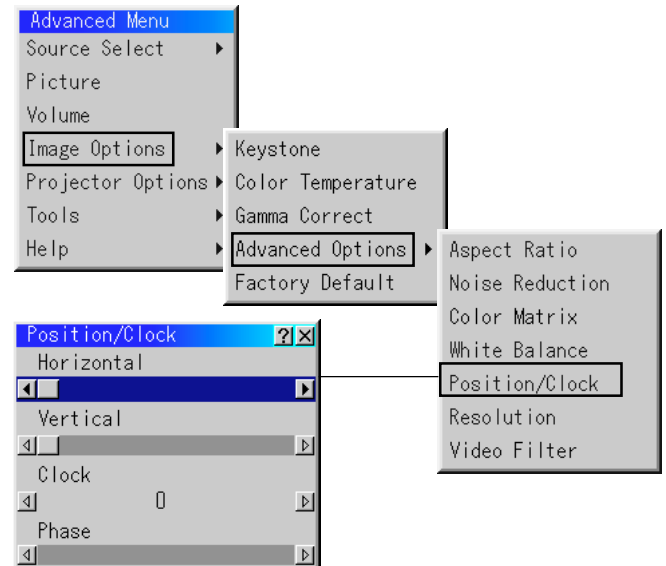 Advanced Menu
Source Select
Picture
Volume
Image Options
Projector Options
Tools
Help
Keystone
Color Temperature
Gamma Correct
Advanced Options
Factory Default
Aspect Ratio
Noise Reduction
Color Matrix
White Balance
Position/Clock
Resolution
Video Filter
Position/Clock ?
Horizontal
Vertical
Clock
0
Phase